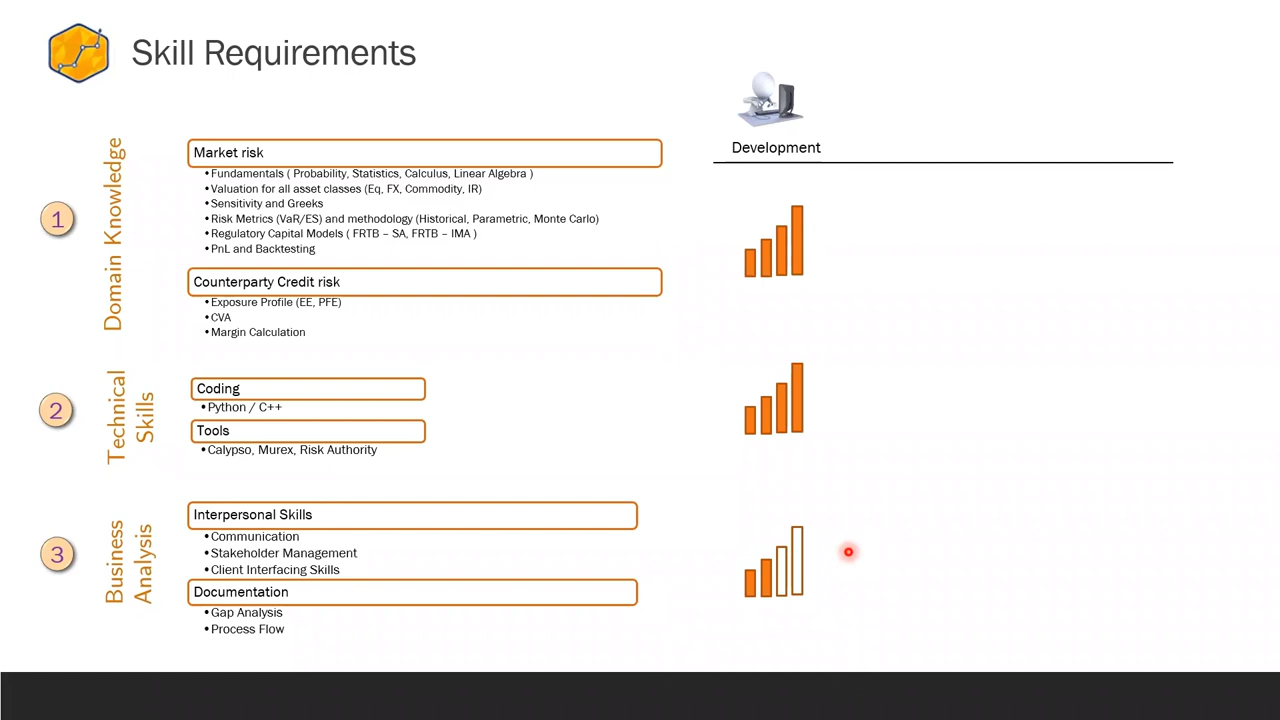 Skill Requirements
Development
1
Domain Knowledge
Market risk
•Fundamentals ( Probability, Statistics, Calculus, Linear Algebra )
•Valuation for all asset classes (Eq, FX, Commodity, IR)
•Sensitivity and Greeks
•Risk Metrics (VaR/ES) and methodology (Historical, Parametric, Monte Carlo)
•Regulatory Capital Models ( FRTB – SA, FRTB – IMA )
•PnL and Backtesting
Counterparty Credit risk
•Exposure Profile (EE, PFE)
•CVA
•Margin Calculation
2
Technical
Skills
Coding
•Python / C++
Tools
•Calypso, Murex, Risk Authority
3
Business
Analysis
Interpersonal Skills
•Communication
•Stakeholder Management
•Client Interfacing Skills
Documentation
•Gap Analysis
•Process Flow